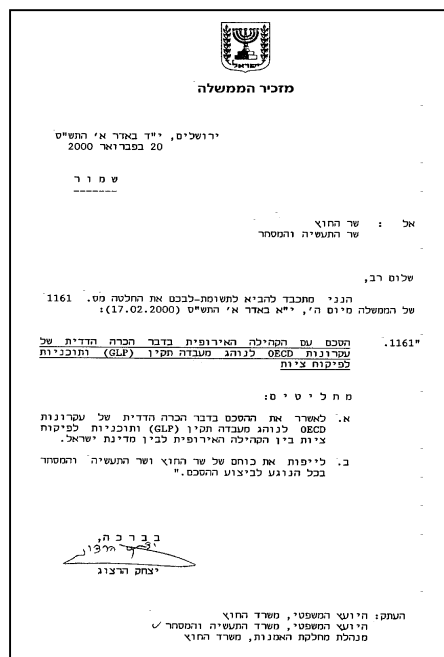 ישראל
מזכיר הממשלה
ירושלים, י"ד באדר א' התש"ס
20 בפברואר 2000
ש מ ו ר
אל : שר החוץ
שר התעשיה והמסחר
שלום רב,
הנני מתכבד להביא לתשומת-לבכם את החלטה מס. 1161
של הממשלה מיום ה', י"א באדר א' התש"ס (17.02.2000):
"1161. הסכם עם הקהילה האירופית בדבר הכרה הדדית של
עקרונות OECD לנוהג מעבדה תקין (GLP) ותוכניות
לפיקוח ציות
מ ח ל י ט י ם:
א. לאשרר את ההסכם בדבר הכרה הדדית של עקרונות
OECD לנוהג מעבדה תקין (GLP) ותוכניות לפיקוח
ציות בין הקהילה האירופית לבין מדינת ישראל.
ב. לייפות את כוחם של שר החוץ ושר התעשיה והמסחר
בכל הנוגע לביצוע ההסכם."
ב ב ר כ ה,
יצחק הרצוג
יצחק הרצוג
העתק: היועץ המשפטי, משרד החוץ
היועץ המשפטי, משרד התעשיה והמסחר ✓
מנהלת מחלקת האמנות, משרד החוץ